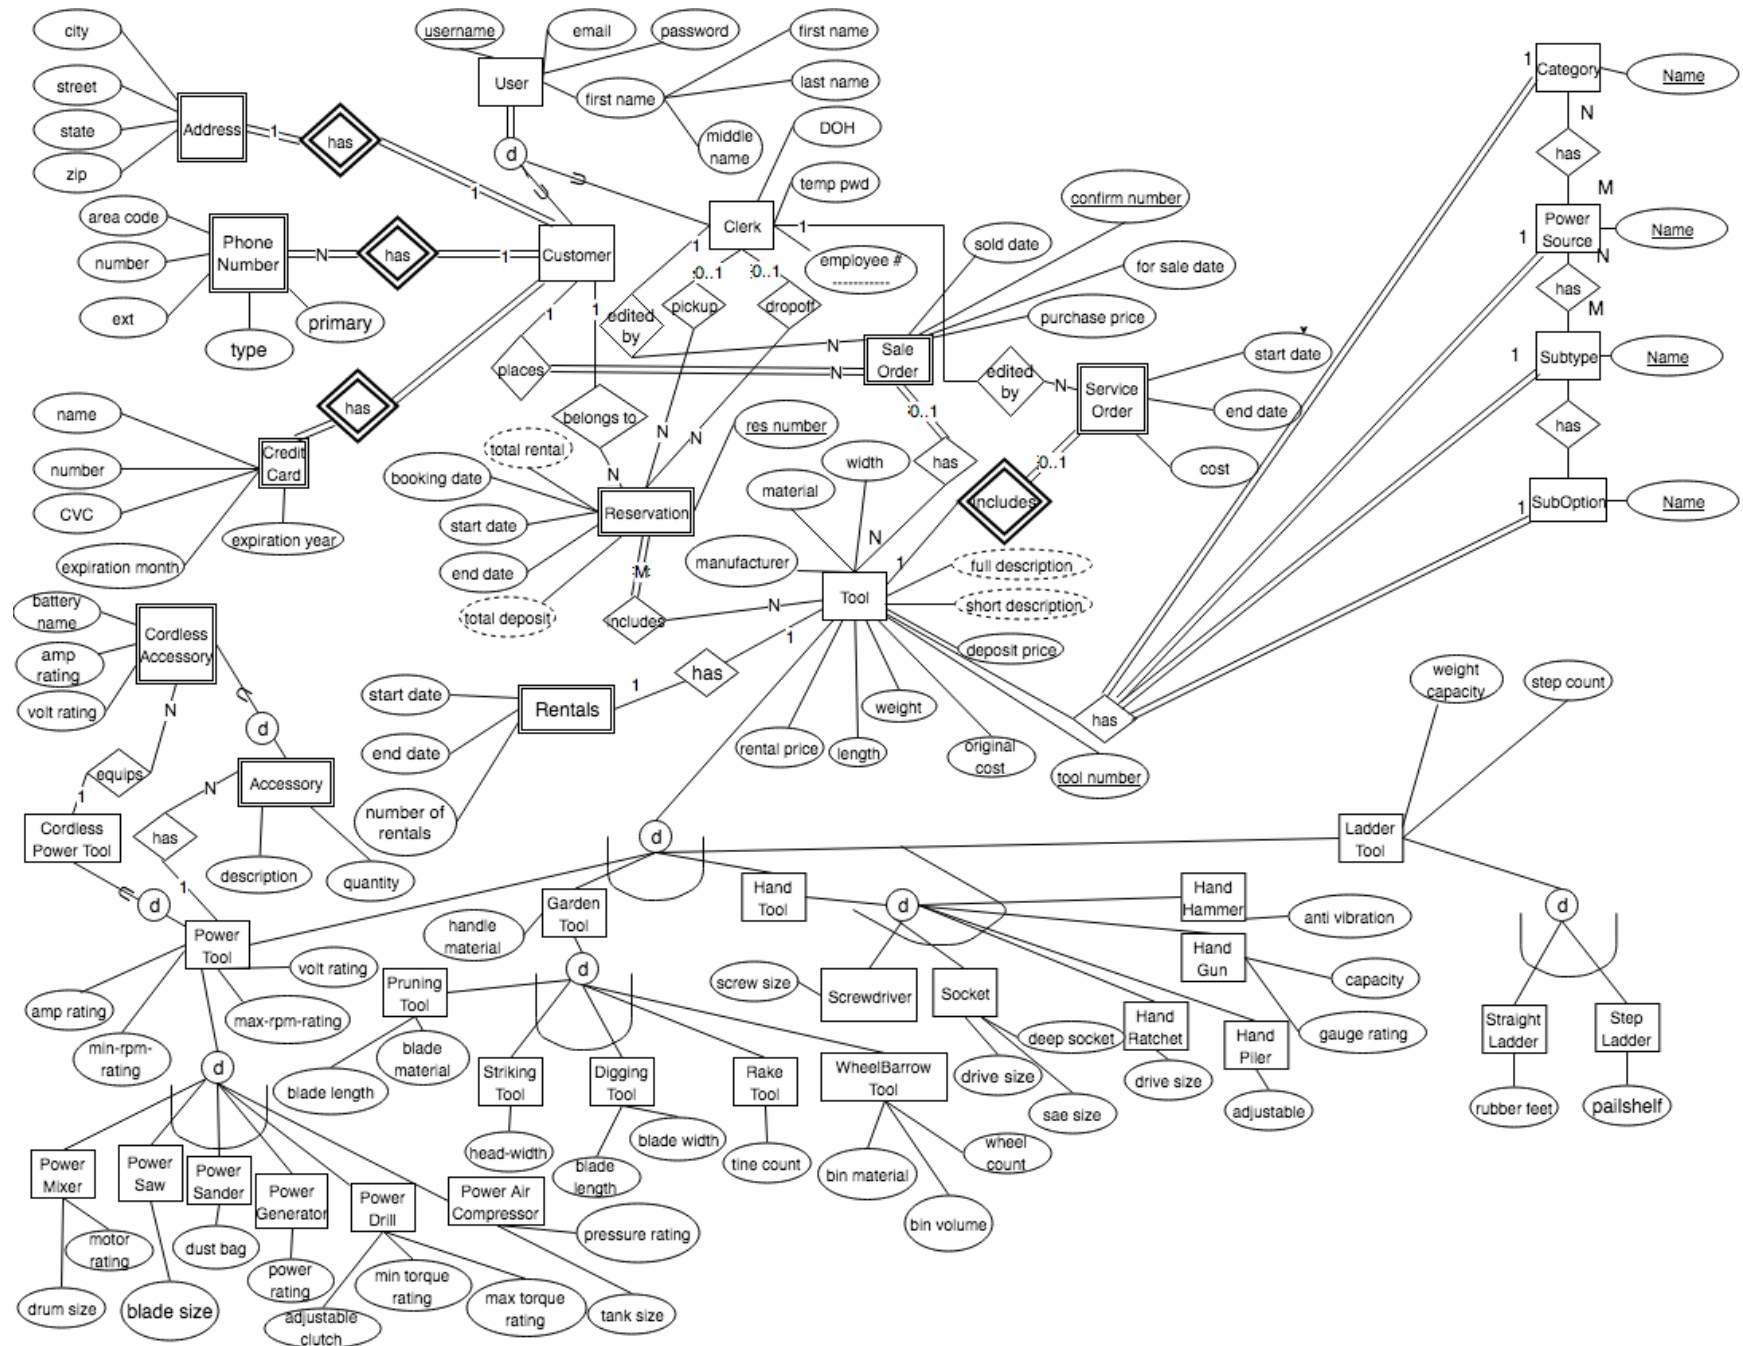 city
street
state
zip
Address
1
has
1
username
email
password
User
first name
first name
last name
middle
name
d
DOH
temp pwd
Clerk
1
employee #
-----------
1
0..1
0..1
area code
number
ext
Phone
Number
type
primary
N
has
1
Customer
1
1
edited
by
pickup
dropoff
places
belongs to
N
N
N
N
N
has
name
number
CVC
expiration month
expiration year
Credit
Card
confirm number
sold date
for sale date
purchase price
Sale
Order
0..1
has
N
edited
by
N
Service
Order
start date
end date
cost
0..1
includes
1
Category
1
Name
N
has
M
Power
Source
1
Name
N
has
M
Subtype
1
Name
has
SubOption
1
Name
total rental
booking date
start date
end date
total deposit
res number
Reservation
M
includes
N
material
width
manufacturer
Tool
full description
short description
deposit price
weight
length
rental price
original
cost
tool number
has
1
has
1
Rentals
start date
end date
number of
rentals
battery
name
amp
rating
volt rating
Cordless
Accessory
N
equips
1
Cordless
Power Tool
d
Accessory
N
has
1
description
quantity
d
Power
Tool
amp rating
min-rpm-
rating
max-rpm-rating
volt rating
d
Power
Mixer
Power
Saw
Power
Sander
Power
Generator
Power
Drill
Power Air
Compressor
motor
rating
drum size
blade size
dust bag
power
rating
adjustable
clutch
min torque
rating
max torque
rating
pressure rating
tank size
d
Garden
Tool
handle
material
d
Pruning
Tool
blade length
blade
material
Striking
Tool
head-width
Digging
Tool
blade
length
blade width
Rake
Tool
tine count
WheelBarrow
Tool
bin material
wheel
count
bin volume
Hand
Tool
d
Screwdriver
screw size
Socket
deep socket
drive size
sae size
Hand
Ratchet
drive size
Hand
Piler
adjustable
Hand
Hammer
anti vibration
Hand
Gun
capacity
gauge rating
Ladder
Tool
weight
capacity
step count
d
Straight
Ladder
rubber feet
Step
Ladder
pailshelf